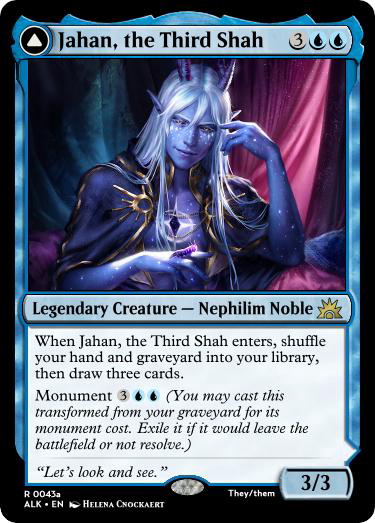 Jahan, the Third Shah 3
Legendary Creature — Nephilim Noble
When Jahan, the Third Shah enters, shuffle
your hand and graveyard into your library,
then draw three cards.
Monument 3 (You may cast this
transformed from your graveyard for its
monument cost. Exile it if it would leave the
battlefield or not resolve.)
“Let’s look and see.”
3/3
R 0043a
They/them
ALK • EN Helena Cnockaert